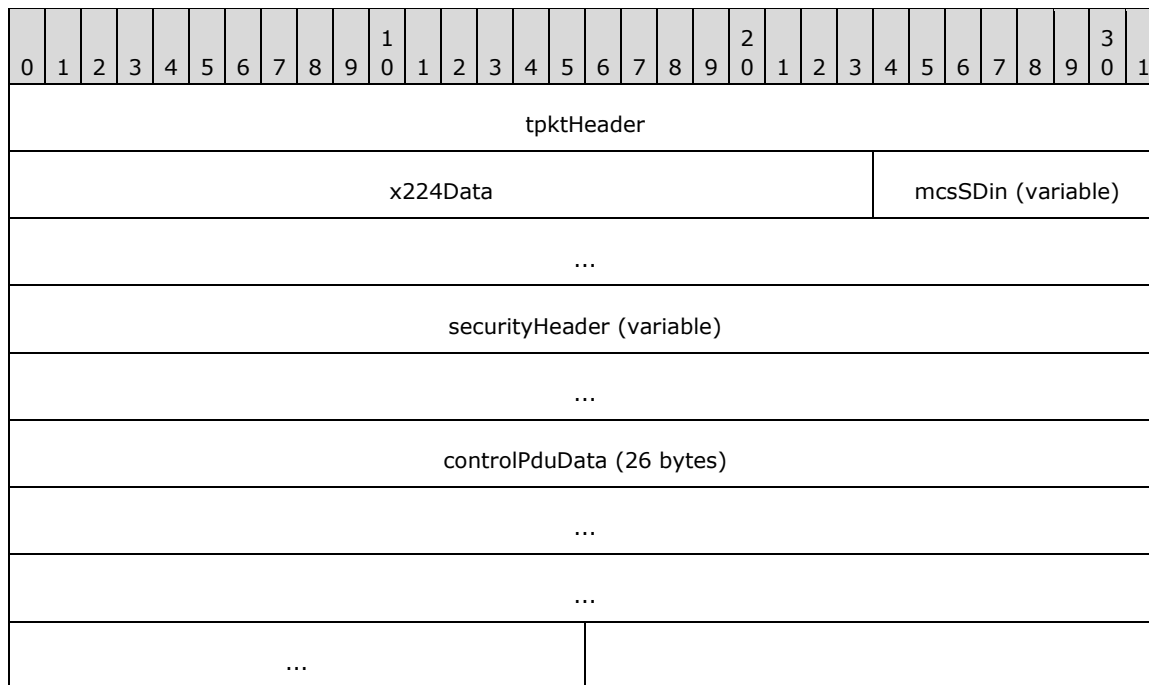 1 2 3
0 1 2 3 4 5 6 7 8 9 0 1 2 3 4 5 6 7 8 9 0 1 2 3 4 5 6 7 8 9 0 1
tpktHeader
x224Data mcsSDin (variable)
...
securityHeader (variable)
...
controlPduData (26 bytes)
...
...
...